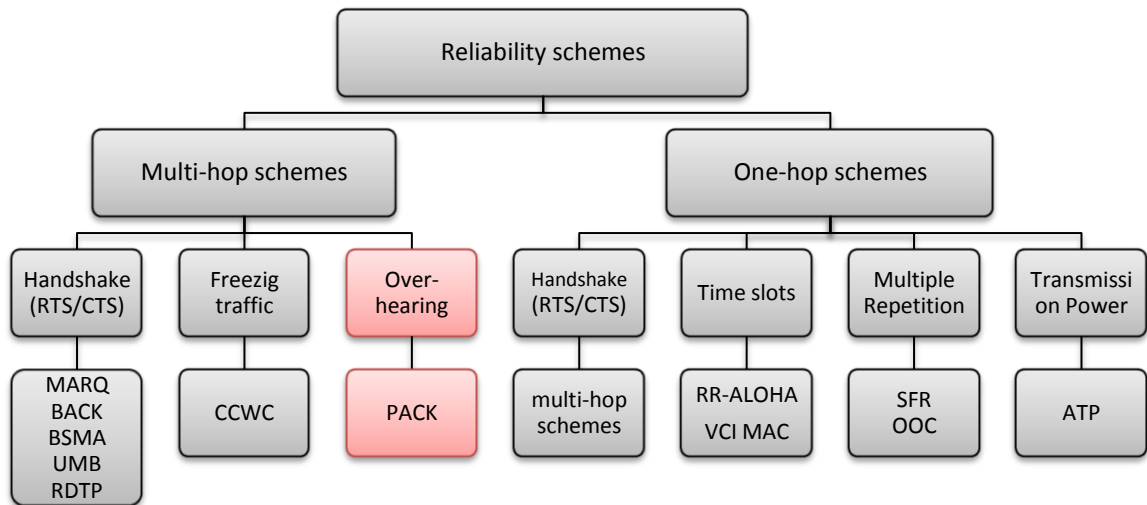 Reliability schemes
Multi-hop schemes
One-hop schemes
Handshake
(RTS/CTS)
Freezig
traffic
Over-
hearing
Handshake
(RTS/CTS)
Time slots
Multiple
Repetition
Transmissi
on Power
MARQ
BACK
BSMA
UMB
RDTP
CCWC
PACK
multi-hop
schemes
RR-ALOHA
VCI MAC
SFR
OOC
ATP